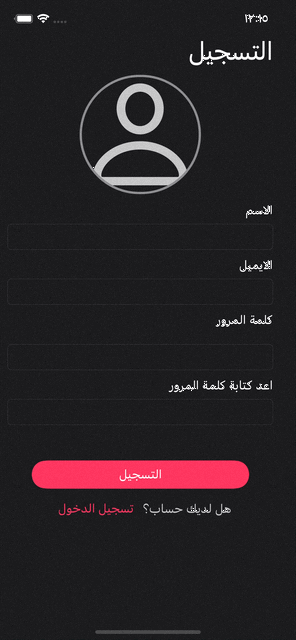 ١٢:٤٥
التسجيل
الاسم
الايميل
كلمة المرور
اعد كتابة كلمة المرور
التسجيل
هل لديك حساب؟ تسجيل الدخول